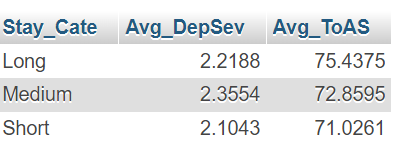 Stay_Cate Avg_DepSev Avg_ToAS
Long 2.2188 75.4375
Medium 2.3554 72.8595
Short 2.1043 71.0261